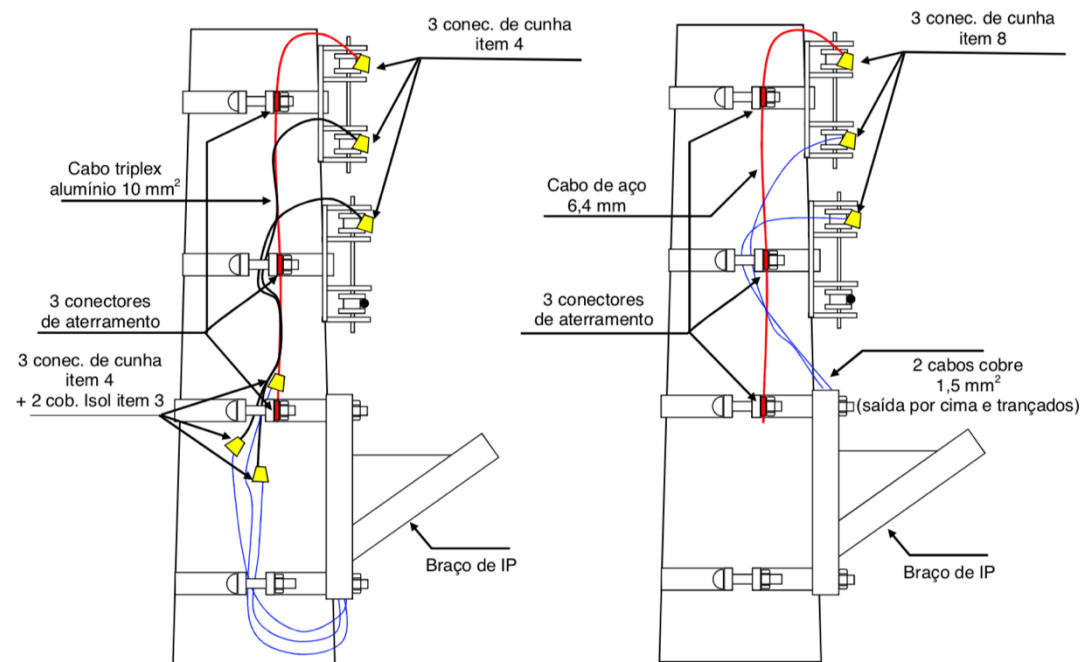 3 conec. de cunha
item 4
Cabo triplex
alumínio 10 mm²
3 conectores
de aterramento
3 conec. de cunha
item 4
+ 2 cob. Isol item 3
Braço de IP
3 conec. de cunha
item 8
Cabo de aço
6,4 mm
3 conectores
de aterramento
2 cabos cobre
1,5 mm²
(saída por cima e trançados)
Braço de IP